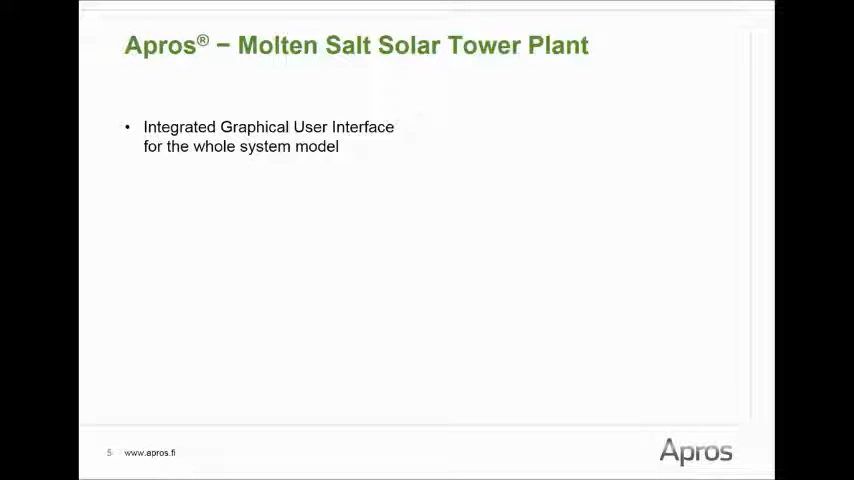 Apros® – Molten Salt Solar Tower Plant
• Integrated Graphical User Interface
for the whole system model
5 www.apros.fi
Apros